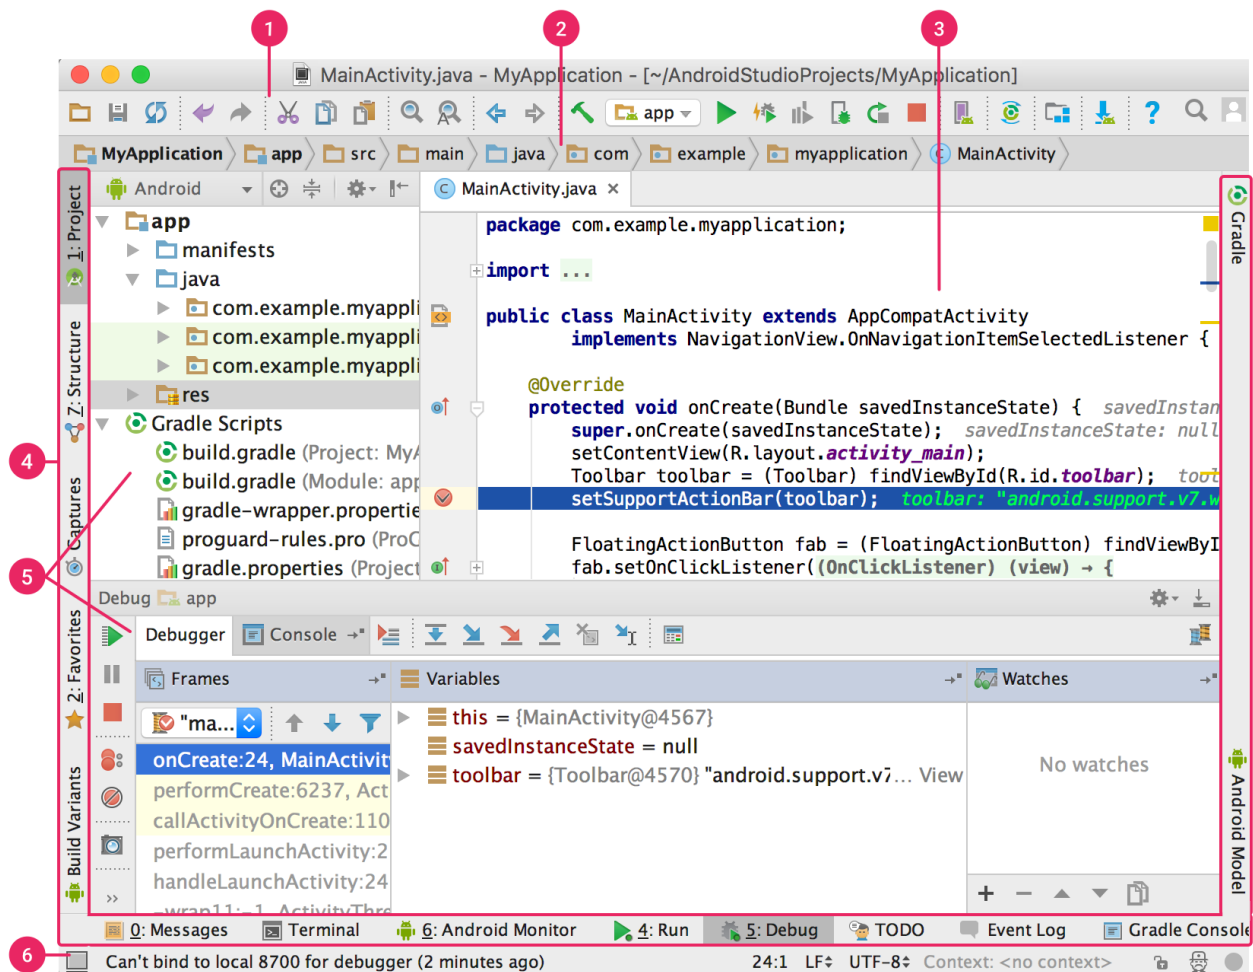 1 2 3
MainActivity.java - MyApplication - [~/AndroidStudioProjects/MyApplication]
app
MyApplication app src main java com example myapplication MainActivity
1: Project
7: Structure
Captures
2: Favorites
Build Variants
4
5
6
Android
app
manifests
java
com.example.myappli
com.example.myappli
com.example.myappli
res
Gradle Scripts
build.gradle (Project: MyA
build.gradle (Module: app
gradle-wrapper.propertie
proguard-rules.pro (ProC
gradle.properties (Project
MainActivity.java
package com.example.myapplication;
import ...
public class MainActivity extends AppCompatActivity
implements NavigationView.OnNavigationItemSelectedListener {
@Override
protected void onCreate(Bundle savedInstanceState) { savedInstan
super.onCreate(savedInstanceState); savedInstanceState: null
setContentView(R.layout.activity_main);
Toolbar toolbar = (Toolbar) findViewById(R.id.toolbar); tool
setSupportActionBar(toolbar); toolbar: "android.support.v7.w
FloatingActionButton fab = (FloatingActionButton) findViewByI
fab.setOnClickListener((OnClickListener) (view) → {
Gradle
Android Model
Debug app
Debugger Console
Frames
"ma...
onCreate:24, MainActivit
performCreate:6237, Act
callActivityOnCreate:110
performLaunchActivity:2
handleLaunchActivity:24
-wrap11:-1, ActivityThre
Variables
this = {MainActivity@4567}
savedInstanceState = null
toolbar = {Toolbar@4570} "android.support.v7... View
Watches
No watches
0: Messages Terminal 6: Android Monitor 4: Run 5: Debug TODO Event Log Gradle Console
Can't bind to local 8700 for debugger (2 minutes ago) 24:1 LF UTF-8 Context: <no context>